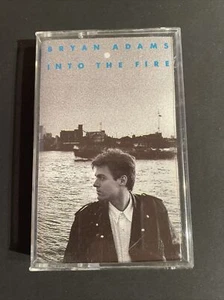 BRYAN ADAMS
INTO THE FIRE